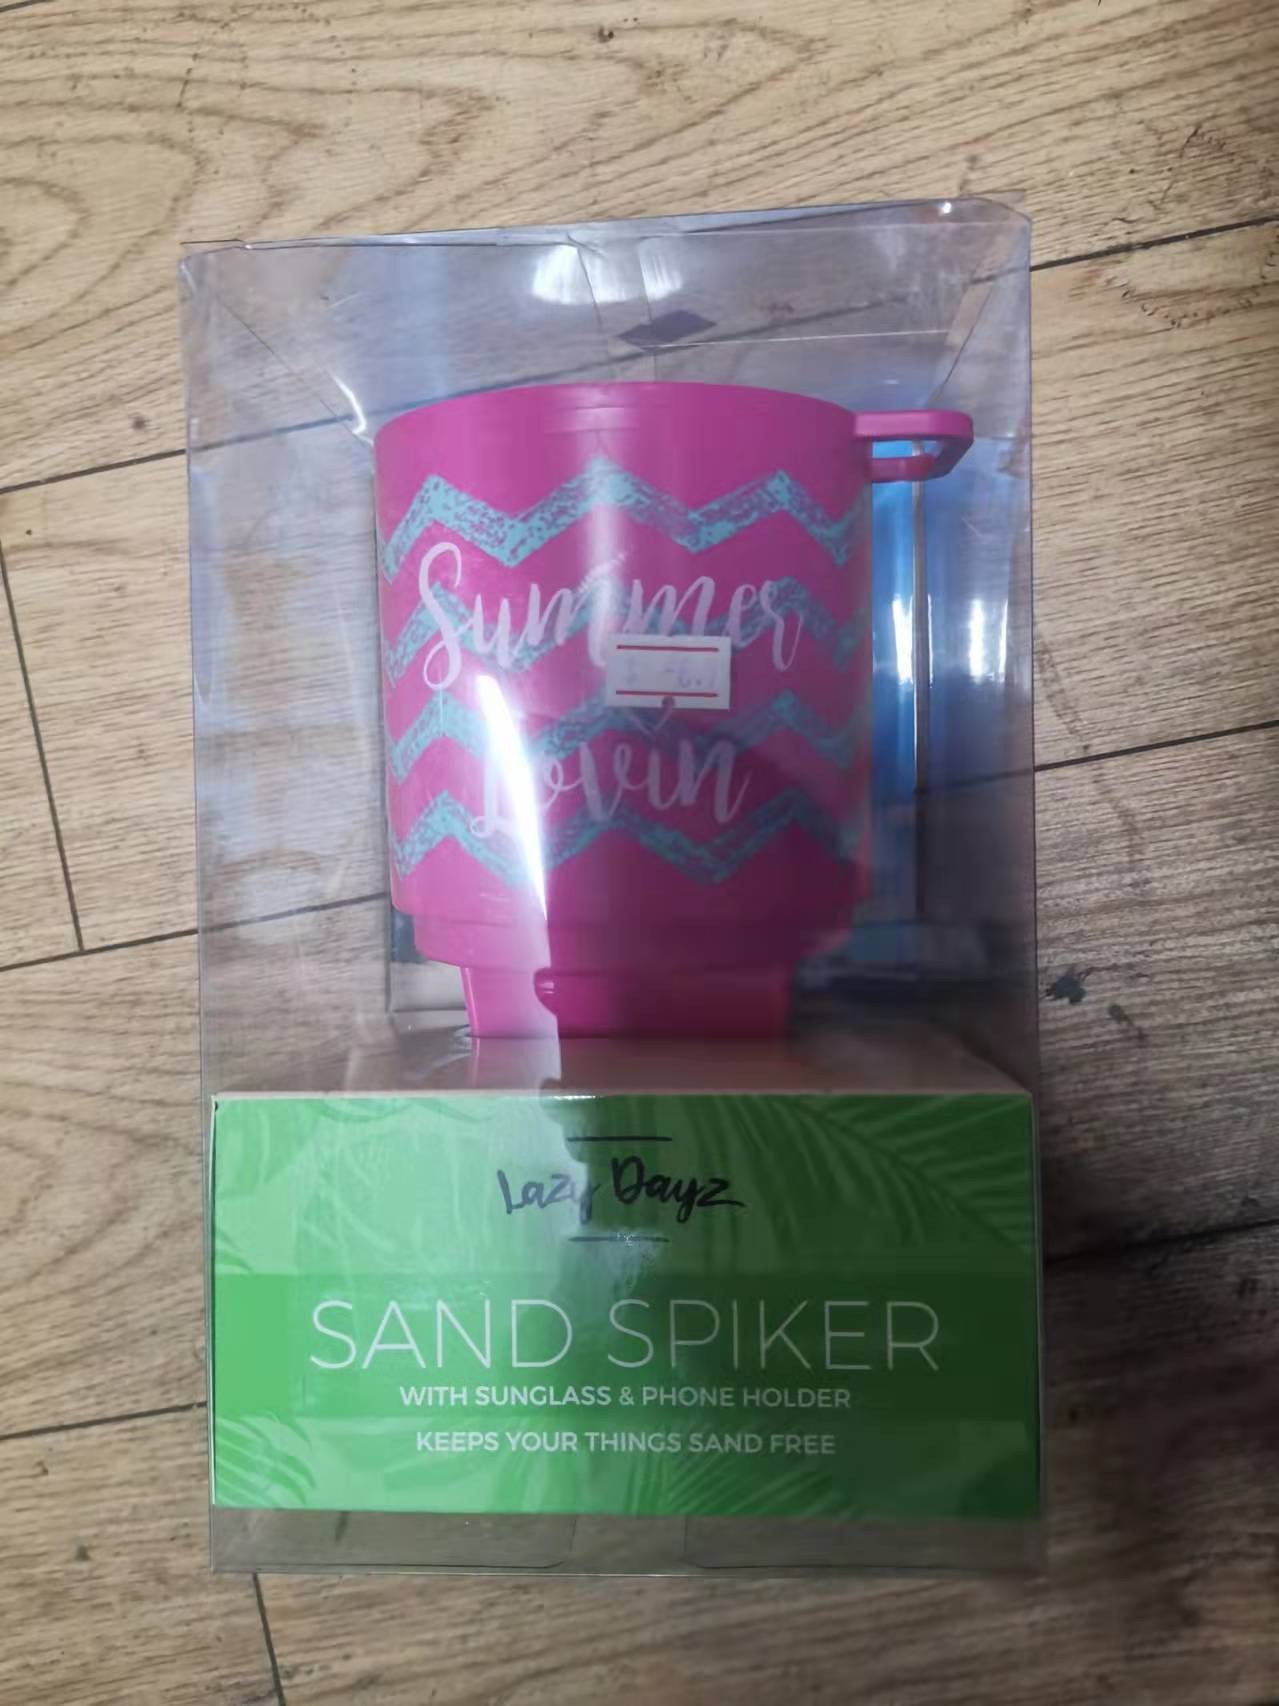 Summer
Lovin
Lazy Dayz
SAND SPIKER
WITH SUNGLASS & PHONE HOLDER
KEEPS YOUR THINGS SAND FREE